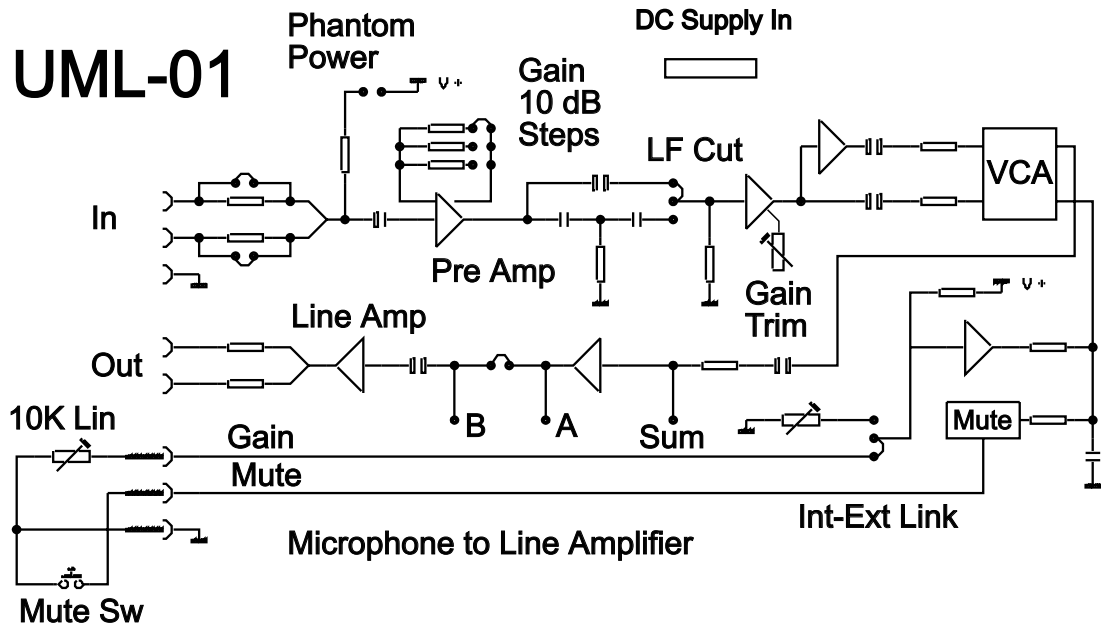 UML-01
Phantom
Power
V +
DC Supply In
Gain
10 dB
Steps
LF Cut
VCA
In
Pre Amp
Gain
Trim
V +
Line Amp
Out
B
A
Sum
Mute
10K Lin
Gain
Mute
Int-Ext Link
Microphone to Line Amplifier
Mute Sw